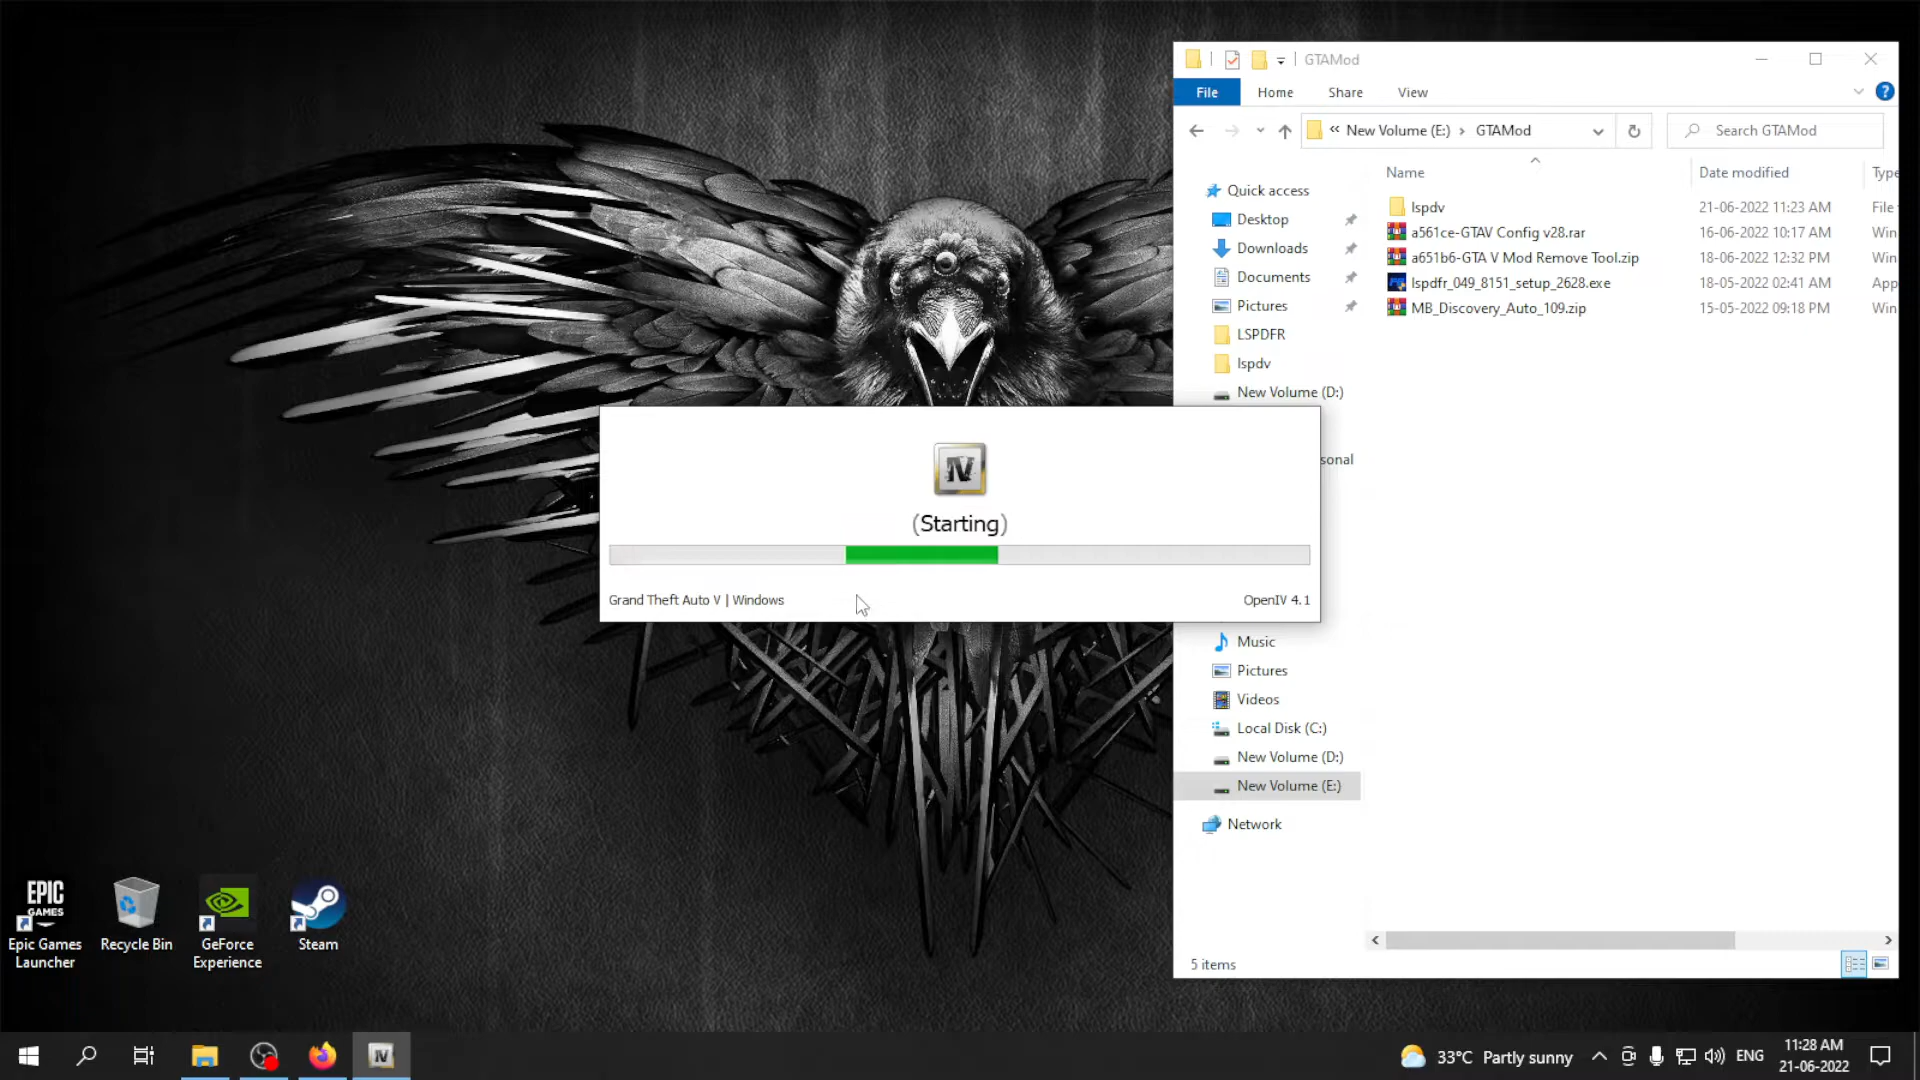 GTAMod
File
Home
Share
View
?
« New Volume (E:) > GTAMod
Search GTAMod
Name
Date modified
Type
Quick access
Desktop
Downloads
Documents
Pictures
LSPDFR
lspdv
New Volume (D:)
sonal
Music
Pictures
Videos
Local Disk (C:)
New Volume (D:)
New Volume (E:)
Network
lspdv 21-06-2022 11:23 AM File
a561ce-GTAV Config v28.rar 16-06-2022 10:17 AM Win
a651b6-GTA V Mod Remove Tool.zip 18-06-2022 12:32 PM Win
lspdfr_049_8151_setup_2628.exe 18-05-2022 02:41 AM App
MB_Discovery_Auto_109.zip 15-05-2022 09:18 PM Win
5 items
IV
(Starting)
Grand Theft Auto V | Windows
OpenIV 4.1
EPIC
GAMES
Epic Games
Launcher
Recycle Bin
GeForce
Experience
Steam
IV
33°C Partly sunny
ENG
11:28 AM
21-06-2022